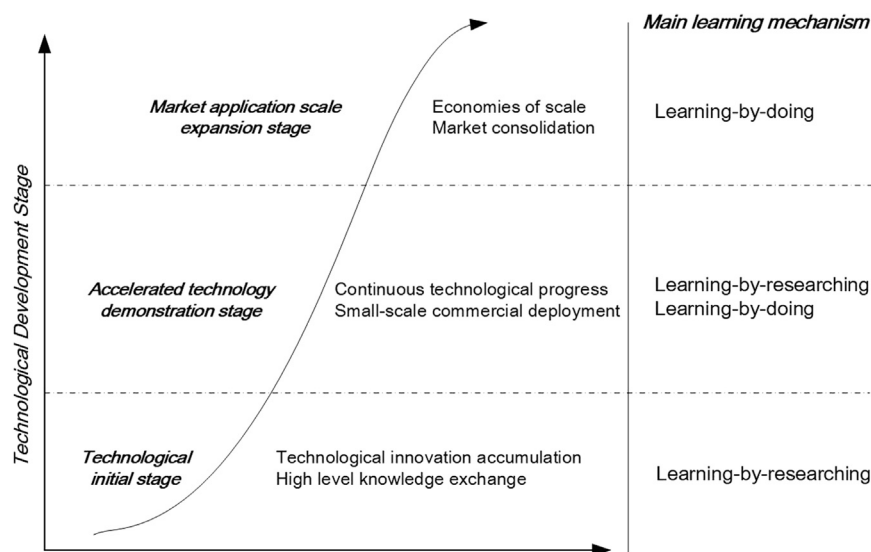 Main learning mechanism
Market application scale
expansion stage
Economies of scale
Market consolidation
Learning-by-doing
Technological Development Stage
Accelerated technology
demonstration stage
Continuous technological progress
Small-scale commercial deployment
Learning-by-researching
Learning-by-doing
Technological
initial stage
Technological innovation accumulation
High level knowledge exchange
Learning-by-researching